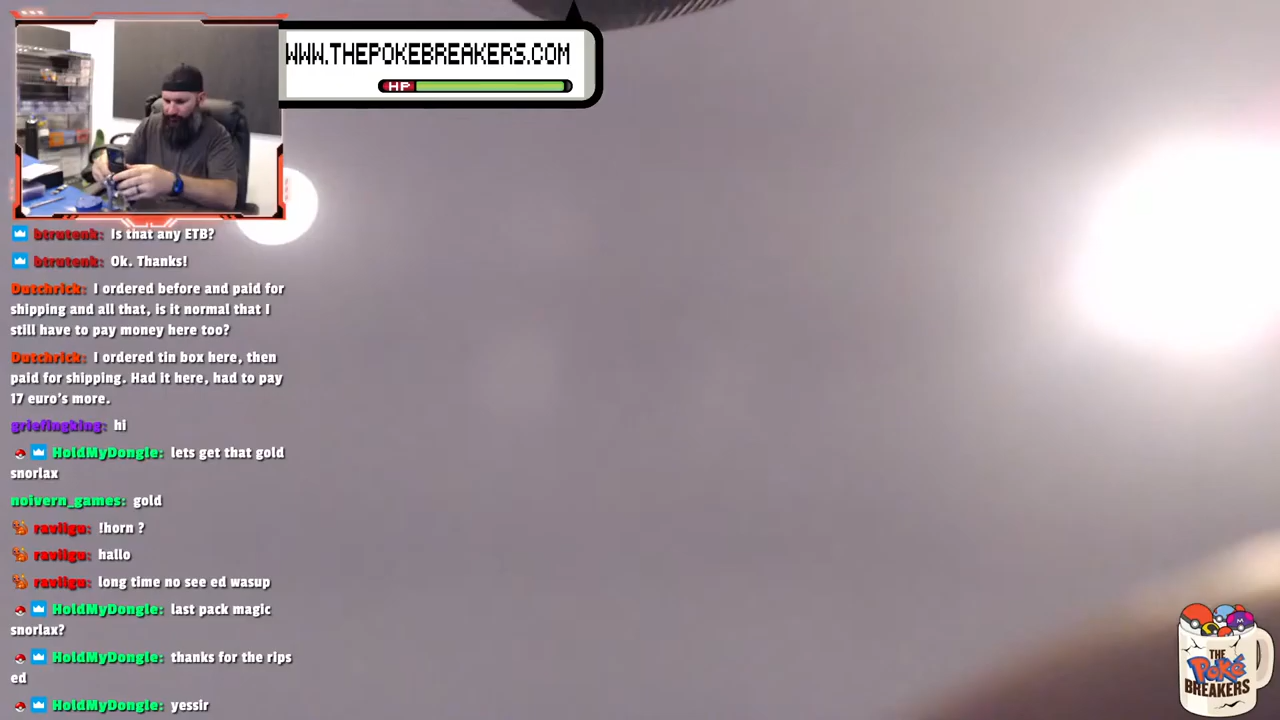 WWW.THEPOKEBREAKERS.COM
HP
btrutenk: Is that any ETB?
btrutenk: Ok. Thanks!
Dutchrick: I ordered before and paid for
shipping and all that, is it normal that I
still have to pay money here too?
Dutchrick: I ordered tin box here, then
paid for shipping. Had it here, had to pay
17 euro's more.
griefingking: hi
HoldMyDongle: lets get that gold
snorlax
noivern_games: gold
raviigu: !horn ?
raviigu: hallo
raviigu: long time no see ed wasup
HoldMyDongle: last pack magic
snorlax?
HoldMyDongle: thanks for the rips
ed
HoldMyDongle: yessir
THE
POKÉ
BREAKERS